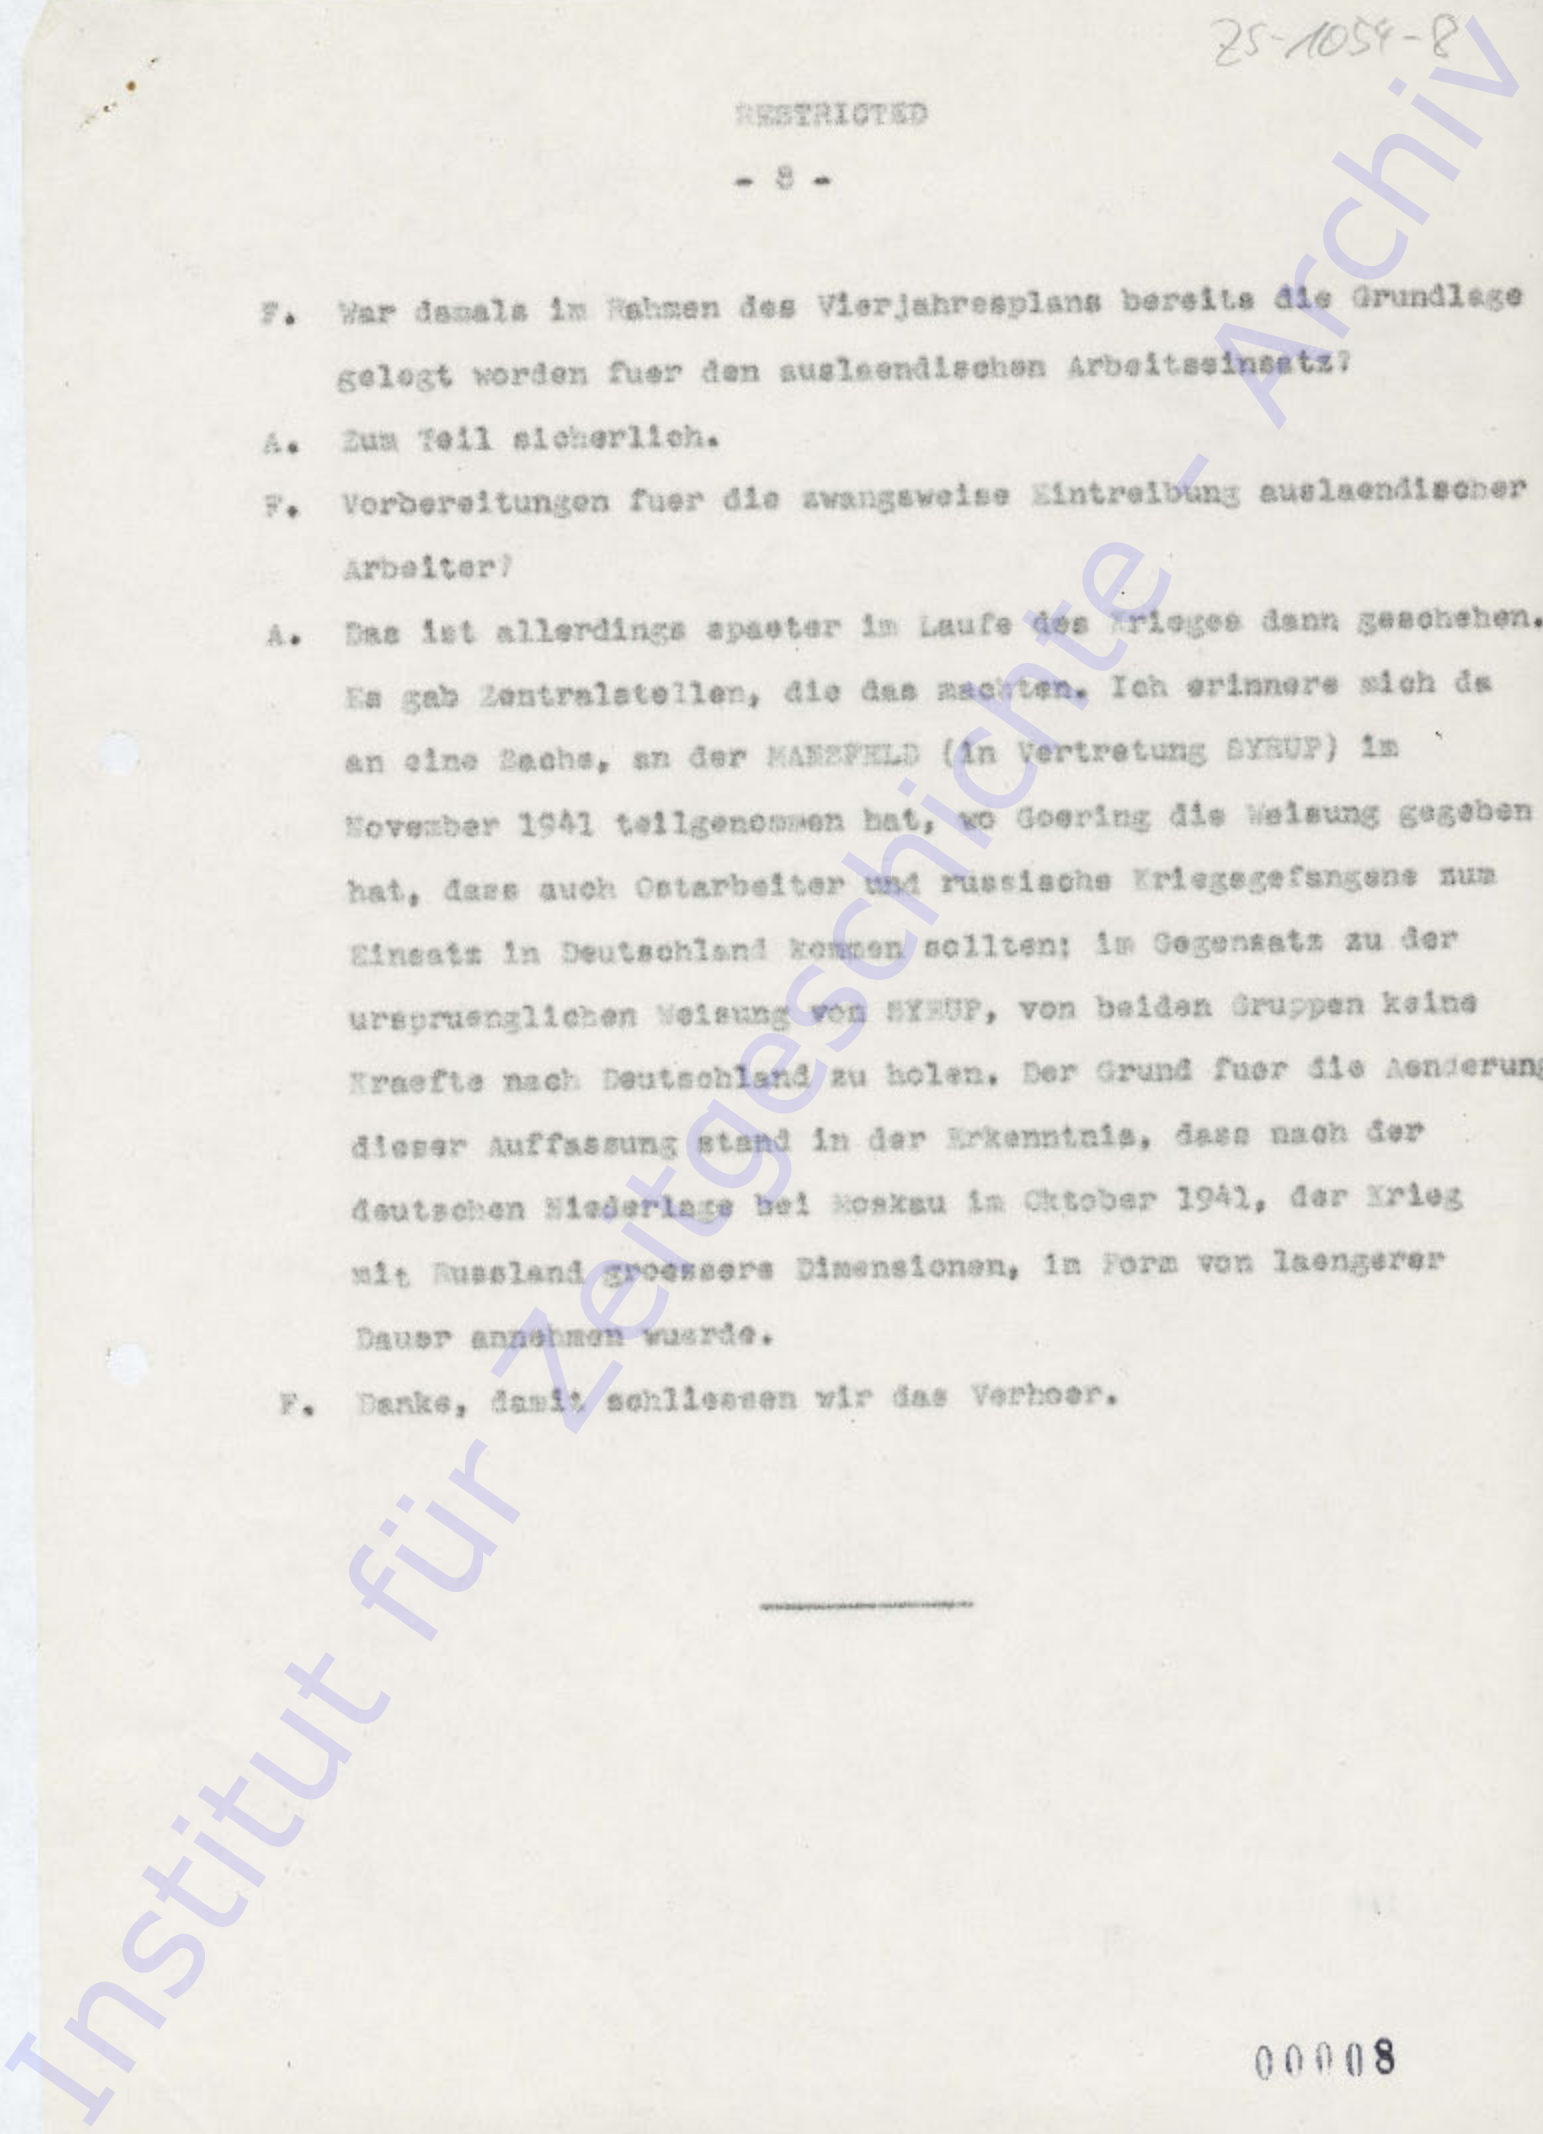 ZS-1054-8
RESTRICTED
- 8 -
F. War damals im Rahmen des Vierjahresplans bereits die Grundlage
gelegt worden fuer den auslaendischen Arbeitseinsatz?
A. Zum Teil sicherlich.
F. Vorbereitungen fuer die zwangsweise Eintreibung auslaendischer
Arbeiter?
A. Das ist allerdings spaeter im Laufe des Krieges dann geschehen.
Es gab Zentralstellen, die das machten. Ich erinnere mich da
an eine Sache, an der MANSFELD (in Vertretung SYRUP) im
November 1941 teilgenommen hat, wo Goering die Weisung gegeben
hat, dass auch Ostarbeiter und russische Kriegsgefangene zum
Einsatz in Deutschland kommen sollten; im Gegensatz zu der
urspruenglichen Weisung von SYRUP, von beiden Gruppen keine
Kraefte nach Deutschland zu holen. Der Grund fuer die Aenderung
dieser Auffassung stand in der Erkenntnis, dass nach der
deutschen Niederlage bei Moskau im Oktober 1941, der Krieg
mit Russland groessere Dimensionen, in Form von laengerer
Dauer annehmen wuerde.
F. Danke, damit schliessen wir das Verhoer.
00008
Institut für Zeitgeschichte - Archiv